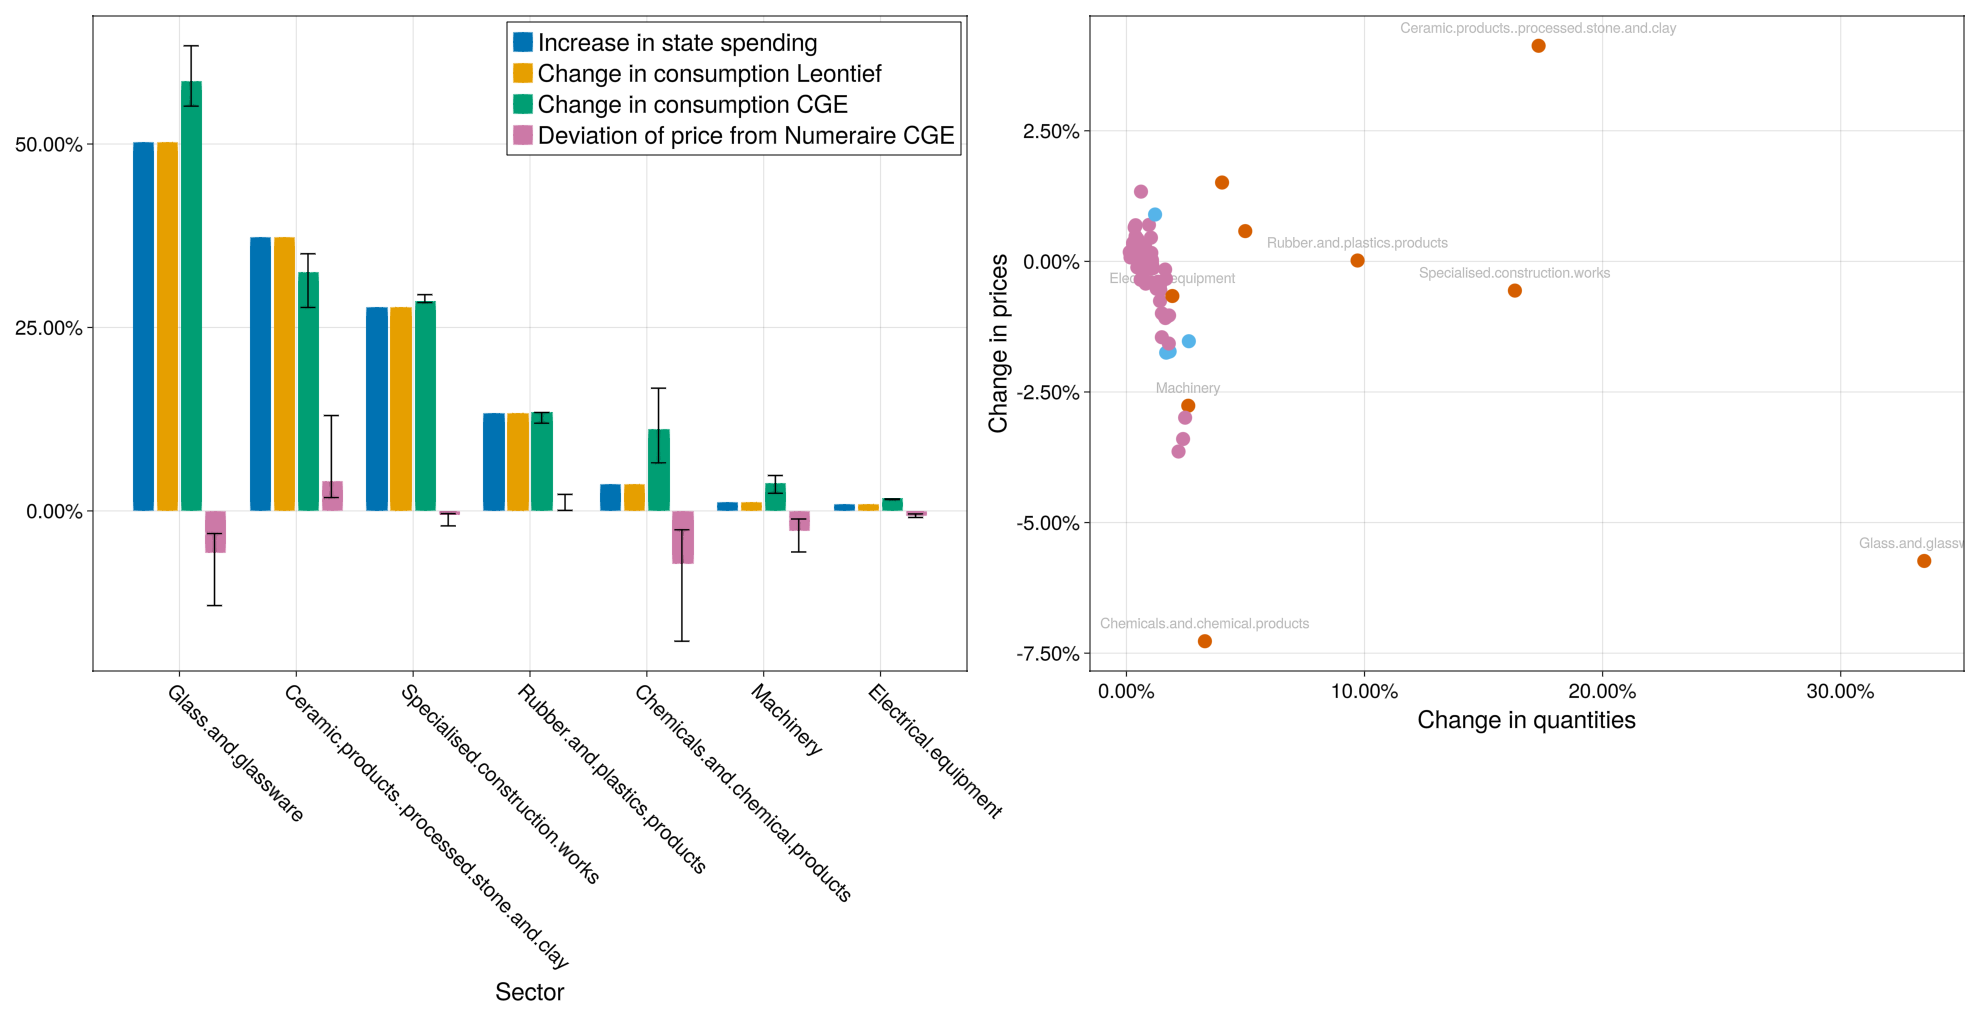 Increase in state spending
Change in consumption Leontief
Change in consumption CGE
Deviation of price from Numeraire CGE
50.00%
25.00%
0.00%
Glass.and.glassware
Ceramic.products..processed.stone.and.clay
Specialised.construction.works
Rubber.and.plastics.products
Chemicals.and.chemical.products
Machinery
Electrical.equipment
Sector
Change in prices
2.50%
0.00%
-2.50%
-5.00%
-7.50%
Ceramic.products..processed.stone.and.clay
Rubber.and.plastics.products
Specialised.construction.works
Machinery
Glass.and.glassw
Chemicals.and.chemical.products
0.00%
10.00%
20.00%
30.00%
Change in quantities